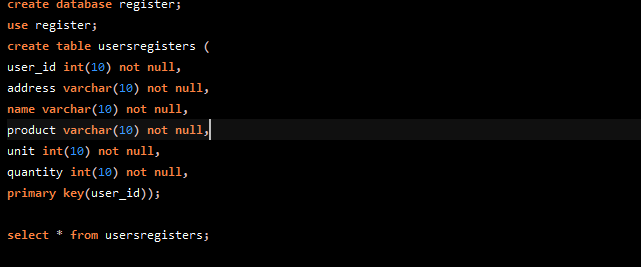 create database register;
use register;
create table usersregisters (
user_id int(10) not null,
address varchar(10) not null,
name varchar(10) not null,
product varchar(10) not null,
unit int(10) not null,
quantity int(10) not null,
primary key(user_id));
select * from usersregisters;